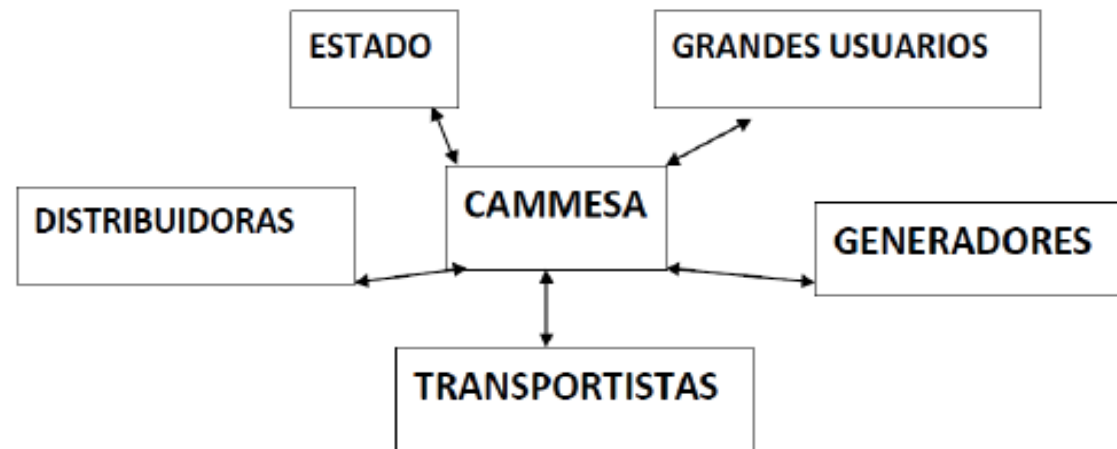 ESTADO
GRANDES USUARIOS
CAMMESA
DISTRIBUIDORAS
GENERADORES
TRANSPORTISTAS